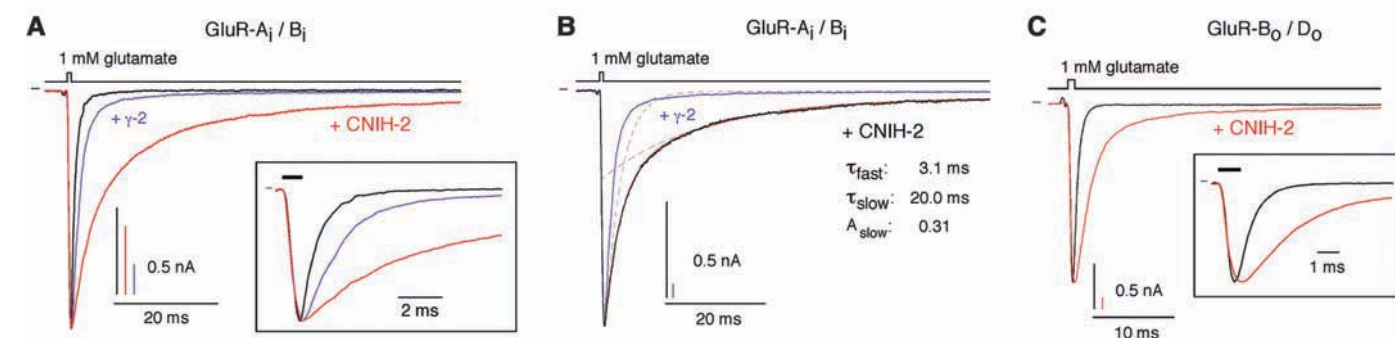 A
GluR-Ai / Bi
1 mM glutamate
+ γ-2
+ CNIH-2
0.5 nA
20 ms
2 ms
B
GluR-Ai / Bi
1 mM glutamate
+ γ-2
+ CNIH-2
τfast: 3.1 ms
τslow: 20.0 ms
Aslow: 0.31
0.5 nA
20 ms
C
GluR-Bo / Do
1 mM glutamate
+ CNIH-2
0.5 nA
10 ms
1 ms